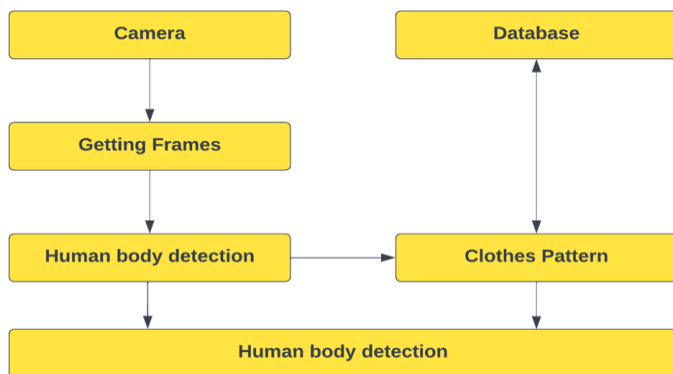 Camera
Database
Getting Frames
Human body detection
Clothes Pattern
Human body detection